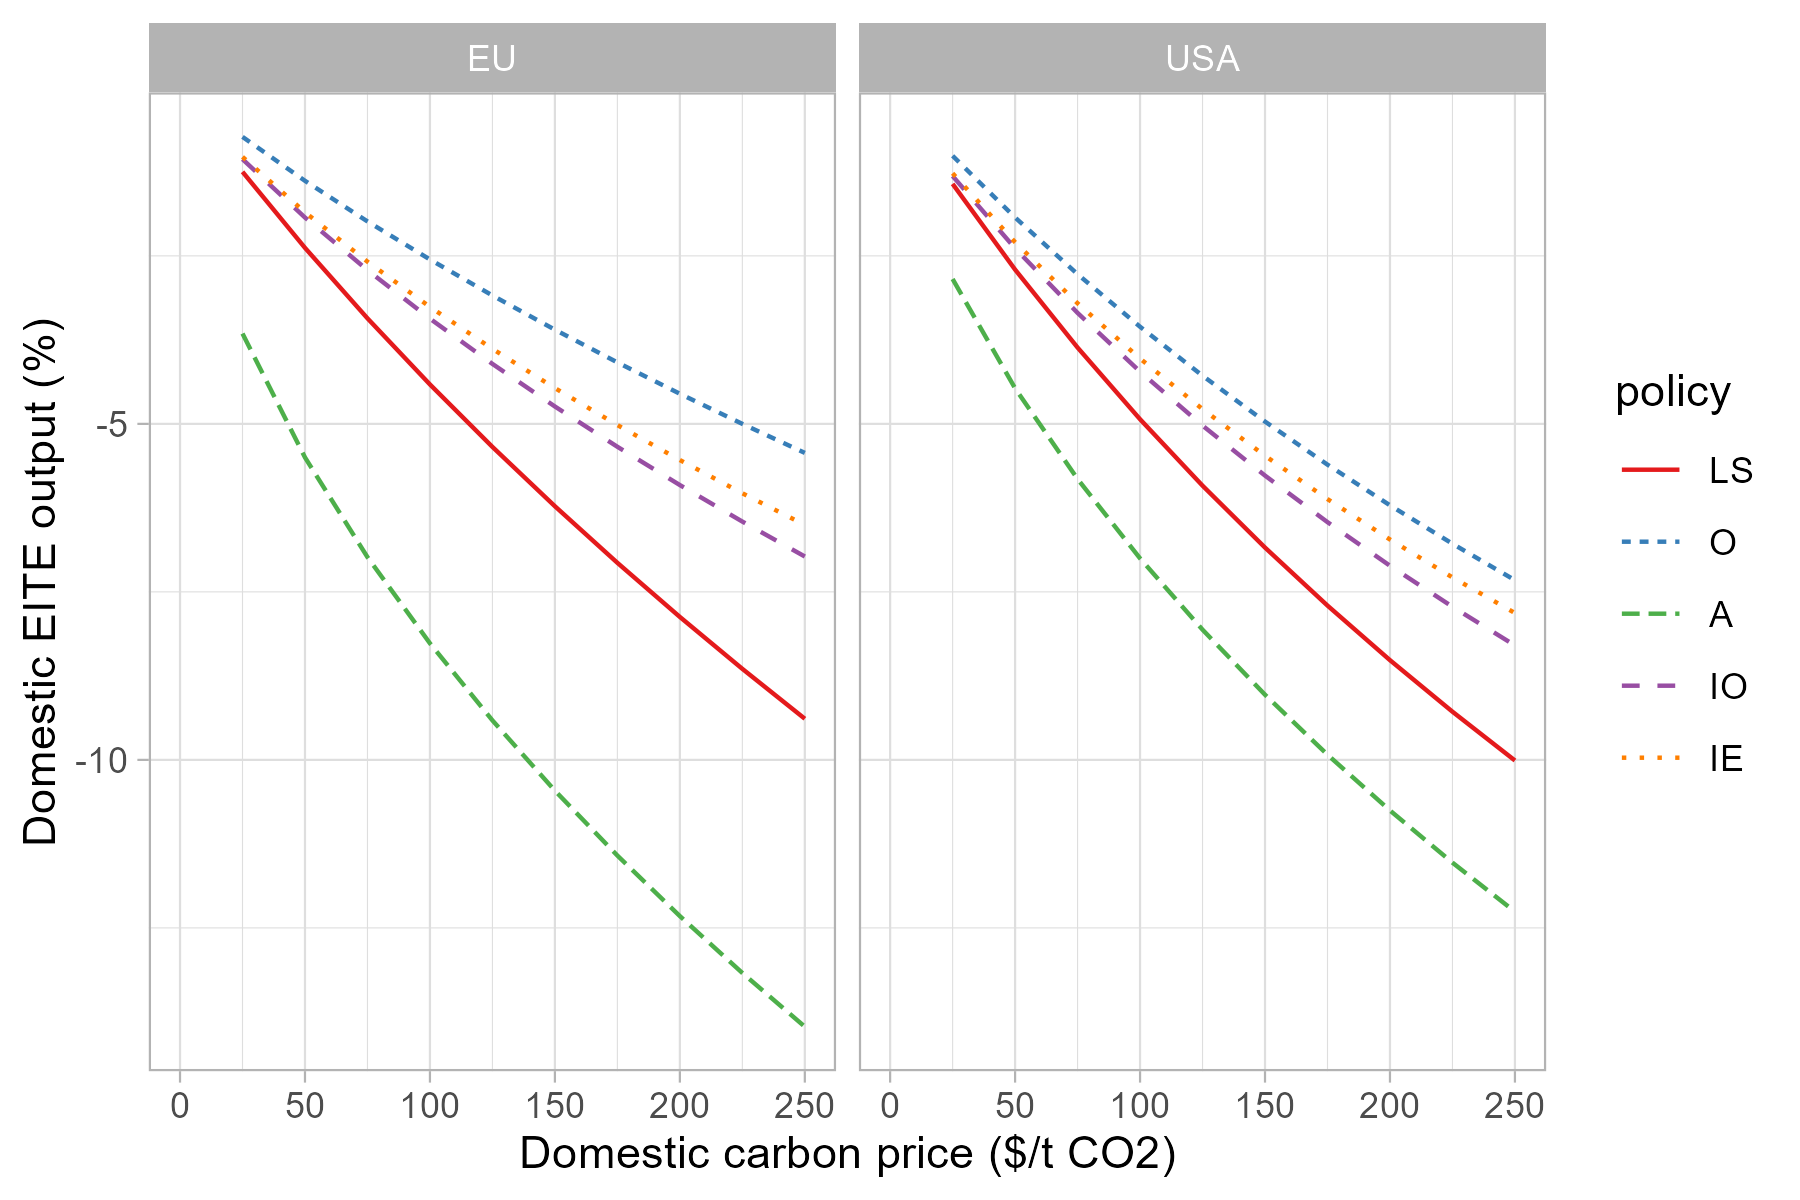 EU
USA
Domestic EITE output (%)
-5
-10
0 50 100 150 200 250
0 50 100 150 200 250
Domestic carbon price ($/t CO2)
policy
LS
O
A
IO
IE